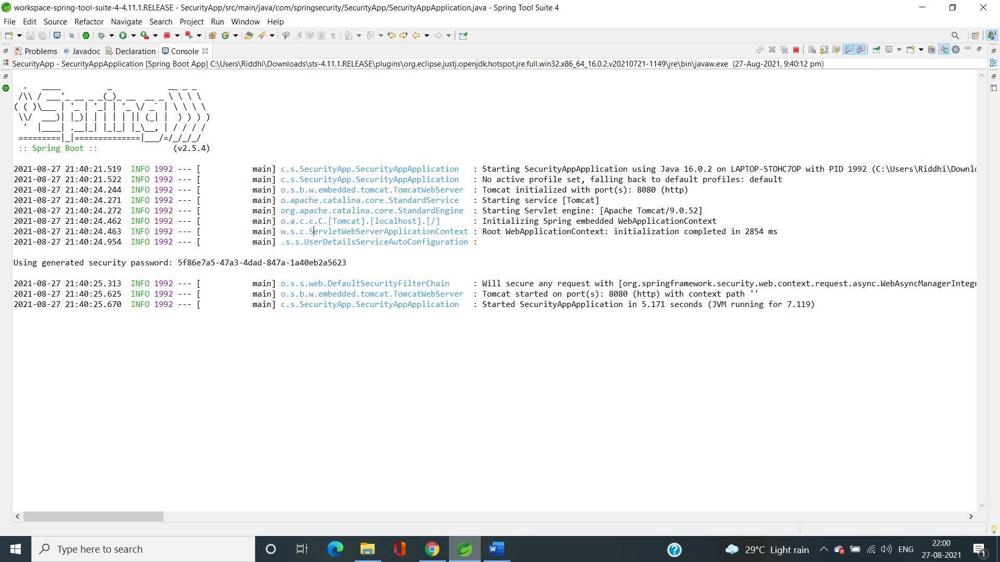 workspace-spring-tool-suite-4-4.11.1.RELEASE - SecurityApp/src/main/java/com/springsecurity/SecurityApp/SecurityAppApplication.java - Spring Tool Suite 4
File Edit Source Refactor Navigate Search Project Run Window Help
Problems @ Javadoc Declaration Console
SecurityApp - SecurityAppApplication [Spring Boot App] C:\Users\Riddhi\Downloads\sts-4.11.1.RELEASE\plugins\org.eclipse.justj.openjdk.hotspot.jre.full.win32.x86_64_16.0.2.v20210721-1149\jre\bin\javaw.exe (27-Aug-2021, 9:40:12 pm)
  .   ____          _            __ _ _
 /\\ / ___'_ __ _ _(_)_ __  __ _ \ \ \ \
( ( )\___ | '_ | '_| | '_ \/ _` | \ \ \ \
 \\/  ___)| |_)| | | | | || (_| |  ) ) ) )
  '  |____| .__|_| |_|_| |_\__, | / / / /
 =========|_|==============|___/=/_/_/_/
 :: Spring Boot ::                (v2.5.4)
2021-08-27 21:40:21.519  INFO 1992 --- [           main] c.s.SecurityApp.SecurityAppApplication   : Starting SecurityAppApplication using Java 16.0.2 on LAPTOP-STOHC7OP with PID 1992 (C:\Users\Riddhi\Downlo
2021-08-27 21:40:21.522  INFO 1992 --- [           main] c.s.SecurityApp.SecurityAppApplication   : No active profile set, falling back to default profiles: default
2021-08-27 21:40:24.244  INFO 1992 --- [           main] o.s.b.w.embedded.tomcat.TomcatWebServer  : Tomcat initialized with port(s): 8080 (http)
2021-08-27 21:40:24.271  INFO 1992 --- [           main] o.apache.catalina.core.StandardService   : Starting service [Tomcat]
2021-08-27 21:40:24.272  INFO 1992 --- [           main] org.apache.catalina.core.StandardEngine  : Starting Servlet engine: [Apache Tomcat/9.0.52]
2021-08-27 21:40:24.462  INFO 1992 --- [           main] o.a.c.c.C.[Tomcat].[localhost].[/]       : Initializing Spring embedded WebApplicationContext
2021-08-27 21:40:24.463  INFO 1992 --- [           main] w.s.c.ServletWebServerApplicationContext : Root WebApplicationContext: initialization completed in 2854 ms
2021-08-27 21:40:24.954  INFO 1992 --- [           main] .s.s.UserDetailsServiceAutoConfiguration :
Using generated security password: 5f86e7a5-47a3-4dad-847a-1a40eb2a5623
2021-08-27 21:40:25.313  INFO 1992 --- [           main] o.s.s.web.DefaultSecurityFilterChain     : Will secure any request with [org.springframework.security.web.context.request.async.WebAsyncManagerIntegr
2021-08-27 21:40:25.625  INFO 1992 --- [           main] o.s.b.w.embedded.tomcat.TomcatWebServer  : Tomcat started on port(s): 8080 (http) with context path ''
2021-08-27 21:40:25.670  INFO 1992 --- [           main] c.s.SecurityApp.SecurityAppApplication   : Started SecurityAppApplication in 5.171 seconds (JVM running for 7.119)
Type here to search
29°C Light rain
ENG
22:00
27-08-2021
1